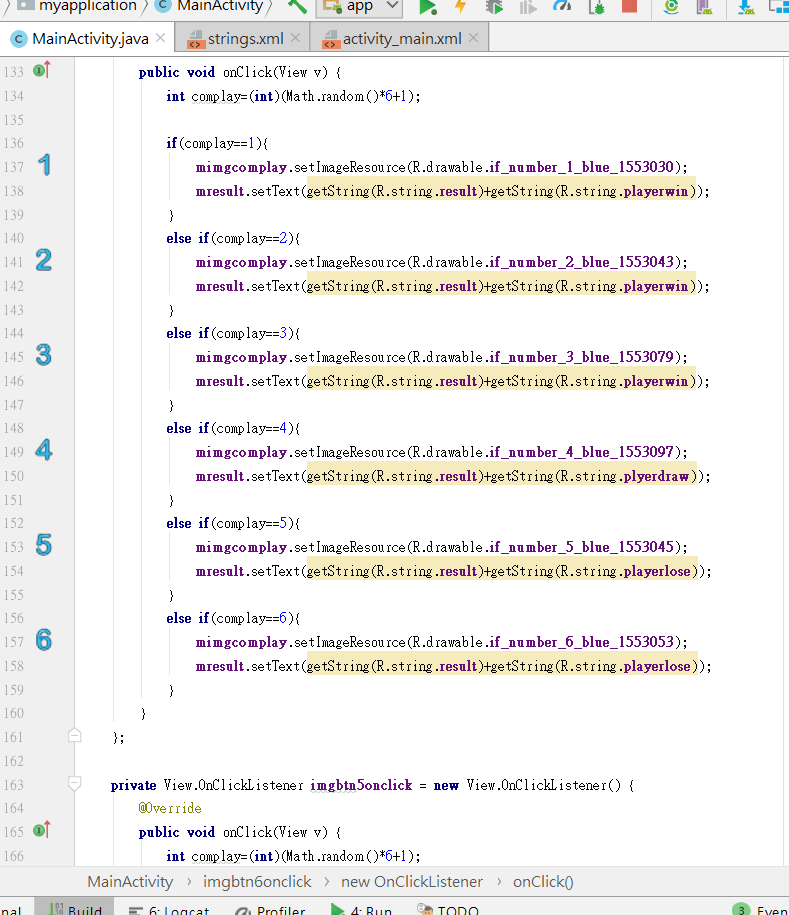 myapplication MainActivity app
MainActivity.java strings.xml activity_main.xml
133 public void onClick(View v) {
134 int complay=(int)(Math.random()*6+1);
135
136 if(complay==1){
137 1 mimgcomplay.setImageResource(R.drawable.if_number_1_blue_1553030);
138 mresult.setText(getString(R.string.result)+getString(R.string.playerwin));
139 }
140 else if(complay==2){
141 2 mimgcomplay.setImageResource(R.drawable.if_number_2_blue_1553043);
142 mresult.setText(getString(R.string.result)+getString(R.string.playerwin));
143 }
144 else if(complay==3){
145 3 mimgcomplay.setImageResource(R.drawable.if_number_3_blue_1553079);
146 mresult.setText(getString(R.string.result)+getString(R.string.playerwin));
147 }
148 else if(complay==4){
149 4 mimgcomplay.setImageResource(R.drawable.if_number_4_blue_1553097);
150 mresult.setText(getString(R.string.result)+getString(R.string.plyerdraw));
151 }
152 else if(complay==5){
153 5 mimgcomplay.setImageResource(R.drawable.if_number_5_blue_1553045);
154 mresult.setText(getString(R.string.result)+getString(R.string.playerlose));
155 }
156 else if(complay==6){
157 6 mimgcomplay.setImageResource(R.drawable.if_number_6_blue_1553053);
158 mresult.setText(getString(R.string.result)+getString(R.string.playerlose));
159 }
160 }
161 };
162
163 private View.OnClickListener imgbtn5onclick = new View.OnClickListener() {
164 @Override
165 public void onClick(View v) {
166 int complay=(int)(Math.random()*6+1);
MainActivity › imgbtn6onclick › new OnClickListener › onClick()
nal Build 6: Logcat Profiler 4: Run TODO 3 Even